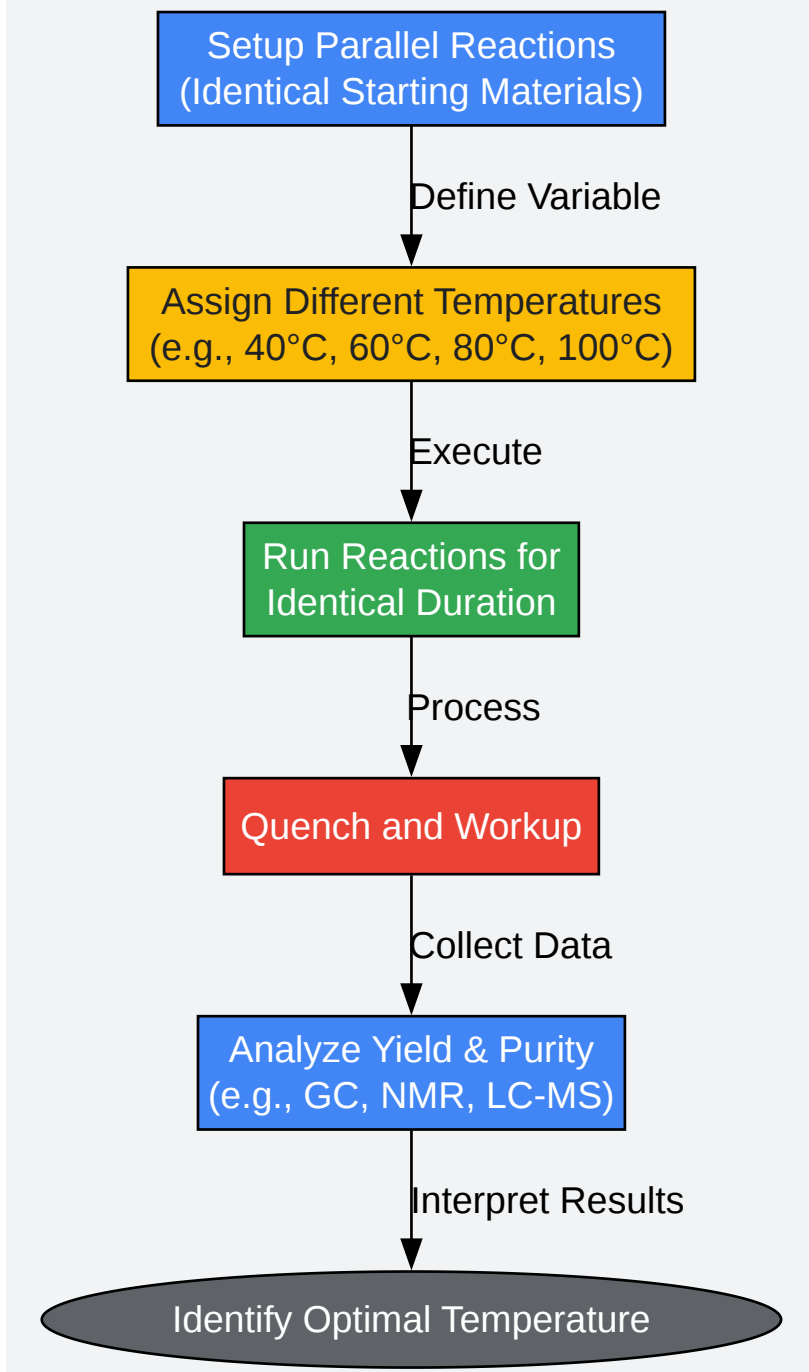 Setup Parallel Reactions
(Identical Starting Materials)
Define Variable
Assign Different Temperatures
(e.g., 40°C, 60°C, 80°C, 100°C)
Execute
Run Reactions for
Identical Duration
Process
Quench and Workup
Collect Data
Analyze Yield & Purity
(e.g., GC, NMR, LC-MS)
Interpret Results
Identify Optimal Temperature